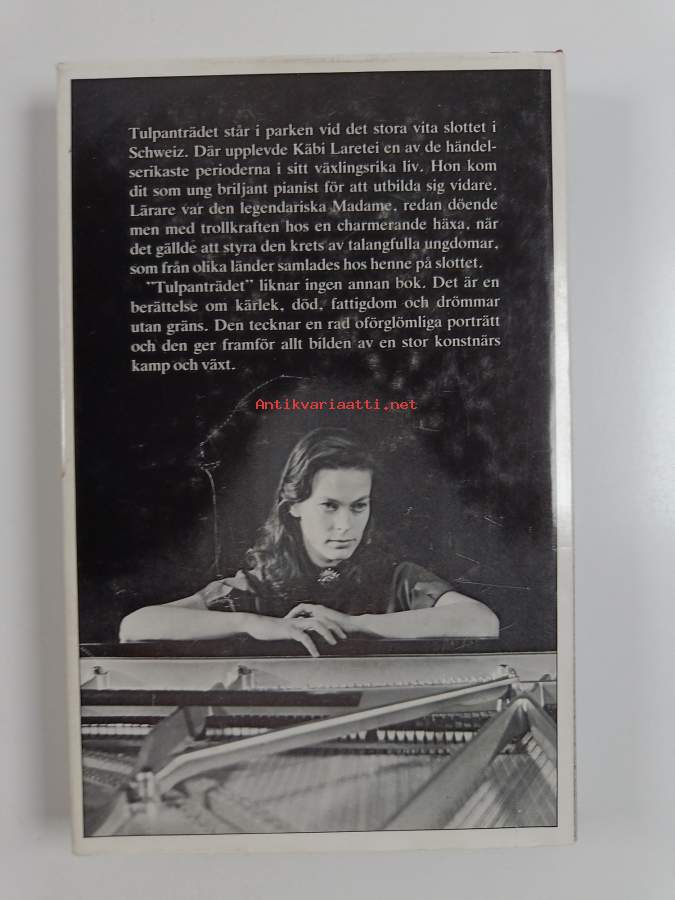 Tulpanträdet står i parken vid det stora vita slottet i
Schweiz. Där upplevde Käbi Laretei en av de händel-
serikaste perioderna i sitt växlingsrika liv. Hon kom
dit som ung briljant pianist för att utbilda sig vidare.
Lärare var den legendariska Madame, redan döende
men med trollkraften hos en charmerande häxa, när
det gällde att styra den krets av talangfulla ungdomar,
som från olika länder samlades hos henne på slottet.
"Tulpanträdet" liknar ingen annan bok. Det är en
berättelse om kärlek, död, fattigdom och drömmar
utan gräns. Den tecknar en rad oförglömliga porträtt
och den ger framför allt bilden av en stor konstnärs
kamp och växt.
Antikvariaatti.net